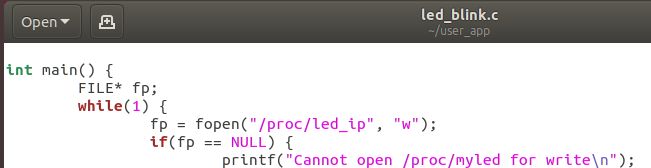 Open
led_blink.c
~/user_app
int main() {
FILE* fp;
while(1) {
fp = fopen("/proc/led_ip", "w");
if(fp == NULL) {
printf("Cannot open /proc/myled for write\n");